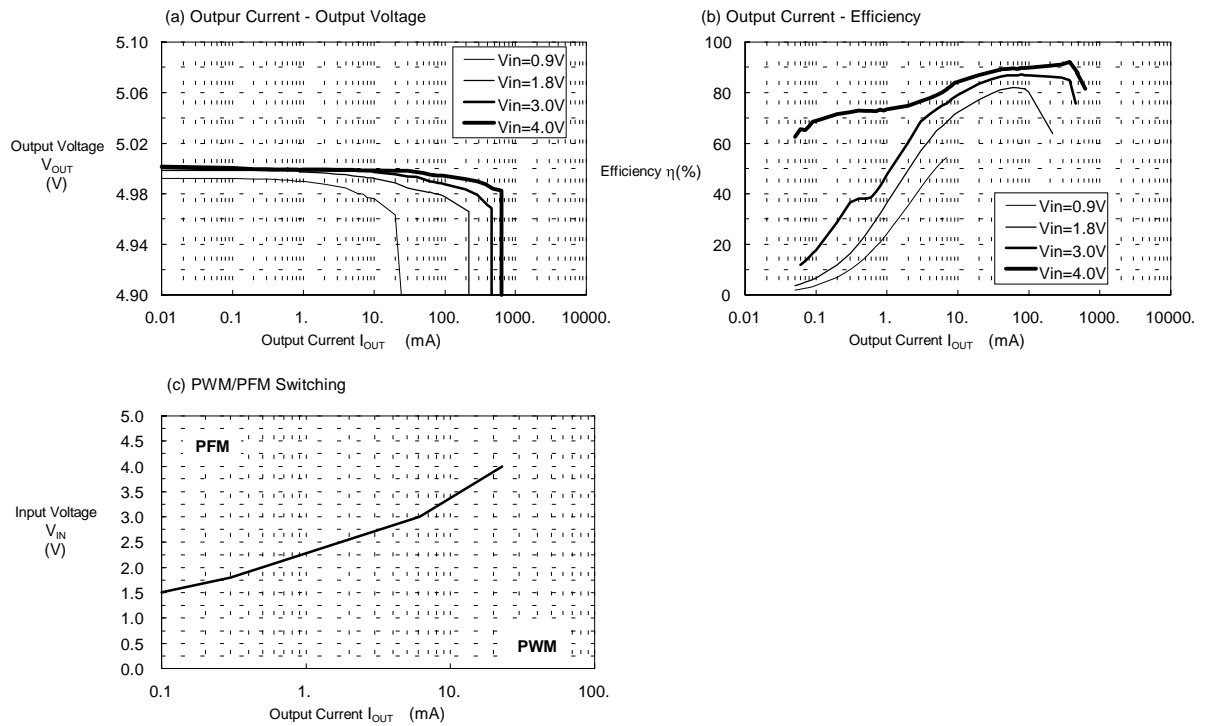 (a) Outpur Current - Output Voltage
5.10
5.06
5.02
4.98
4.94
4.90
Output Voltage
VOUT
(V)
Vin=0.9V
Vin=1.8V
Vin=3.0V
Vin=4.0V
0.01 0.1 1. 10. 100. 1000. 10000.
Output Current IOUT (mA)
(b) Output Current - Efficiency
100
80
60
40
20
0
Efficiency η(%)
Vin=0.9V
Vin=1.8V
Vin=3.0V
Vin=4.0V
0.01 0.1 1. 10. 100. 1000. 10000.
Output Current IOUT (mA)
(c) PWM/PFM Switching
5.0
4.5
4.0
3.5
3.0
2.5
2.0
1.5
1.0
0.5
0.0
Input Voltage
VIN
(V)
PFM
PWM
0.1 1. 10. 100.
Output Current IOUT (mA)